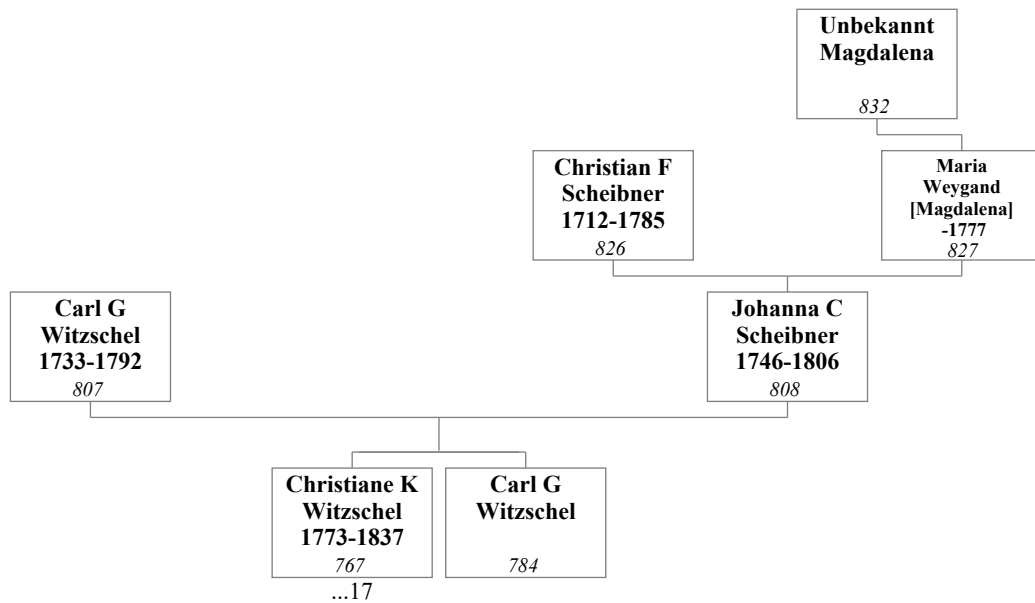 Unbekannt
Magdalena
832
Christian F
Scheibner
1712-1785
826
Maria
Weygand
[Magdalena]
-1777
827
Carl G
Witzschel
1733-1792
807
Johanna C
Scheibner
1746-1806
808
Christiane K
Witzschel
1773-1837
767
...17
Carl G
Witzschel
784